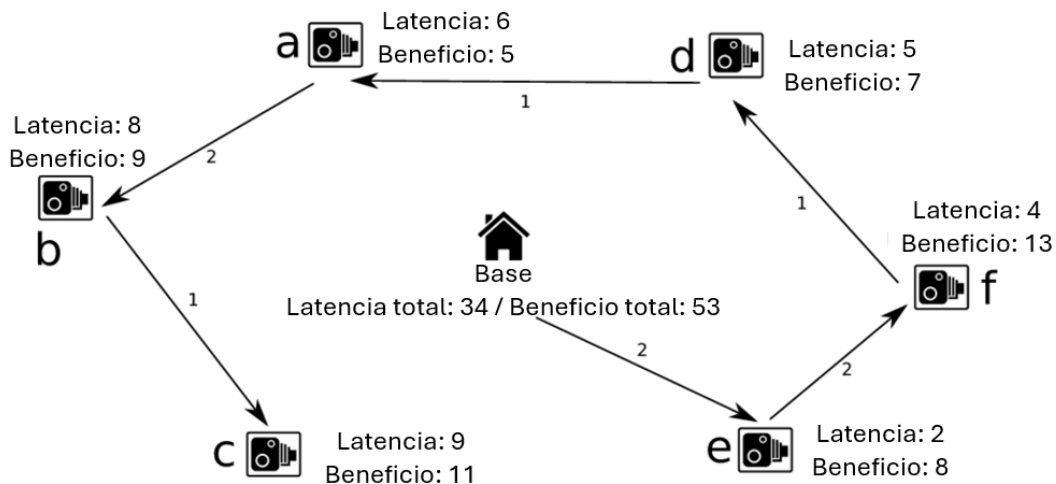 a
Latencia: 6
Beneficio: 5
d
Latencia: 5
Beneficio: 7
1
Latencia: 8
Beneficio: 9
2
b
1
Latencia: 4
Beneficio: 13
f
Base
Latencia total: 34 / Beneficio total: 53
1
2
2
c
Latencia: 9
Beneficio: 11
e
Latencia: 2
Beneficio: 8